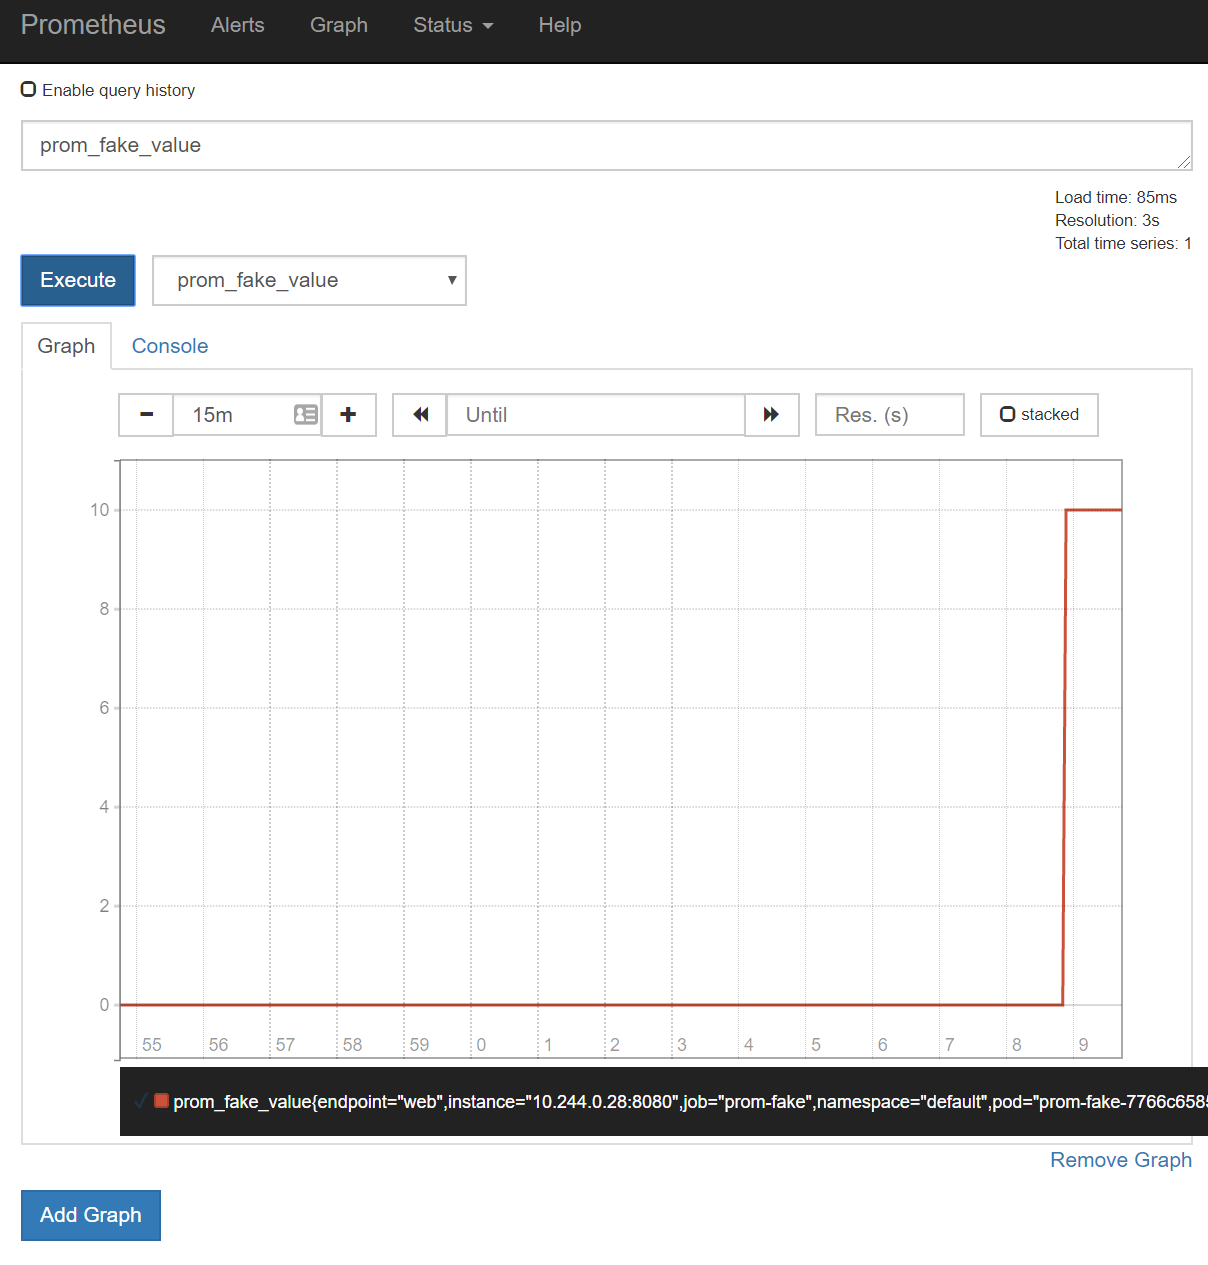 Prometheus Alerts Graph Status Help
Enable query history
prom_fake_value
Load time: 85ms
Resolution: 3s
Total time series: 1
Execute prom_fake_value
Graph Console
15m Until Res. (s) stacked
10
8
6
4
2
0
55 56 57 58 59 0 1 2 3 4 5 6 7 8 9
prom_fake_value{endpoint="web",instance="10.244.0.28:8080",job="prom-fake",namespace="default",pod="prom-fake-7766c658
Remove Graph
Add Graph